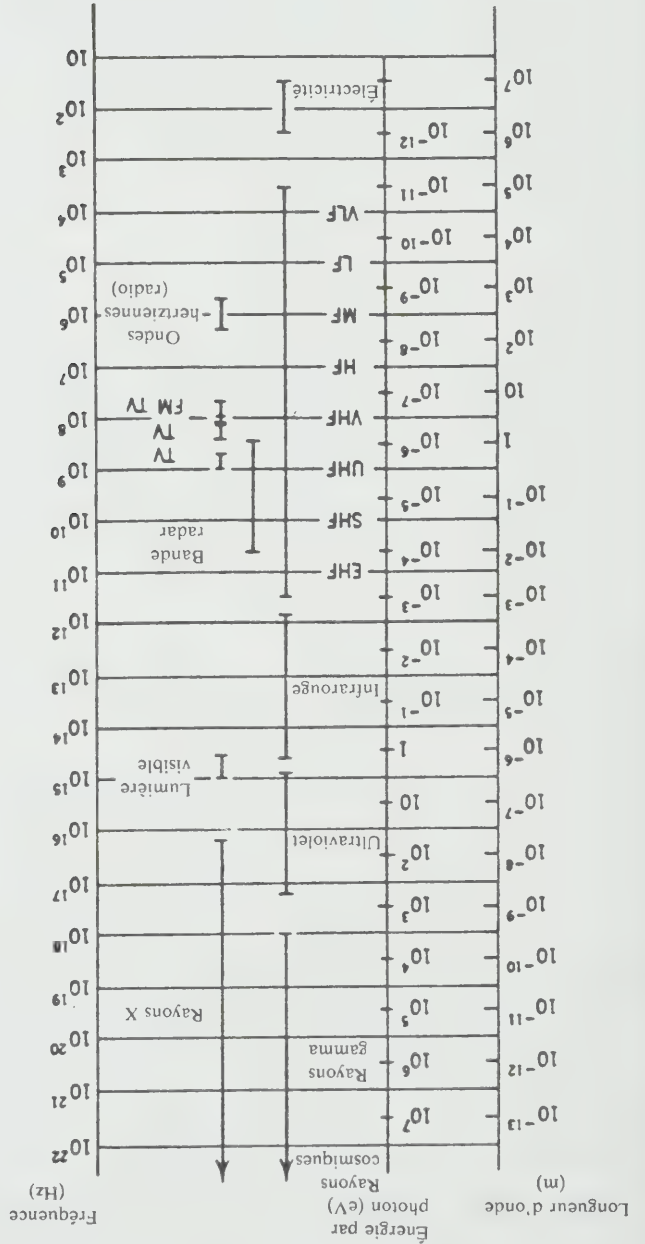 Longueur d'onde
(m)
Énergie par
photon (eV)
Fréquence
(Hz)
Rayons
cosmiques
10²²
10⁻¹³ 10⁷
10²¹
10⁻¹² 10⁶ Rayons
gamma
10²⁰
10⁻¹¹ 10⁵ Rayons X
10¹⁹
10⁻¹⁰ 10⁴
10¹⁸
10⁻⁹ 10³
10¹⁷
10⁻⁸ 10² Ultraviolet
10¹⁶
10⁻⁷ 10 Lumière
visible
10¹⁵
10⁻⁶ 1
10¹⁴
10⁻⁵ 10⁻¹ Infrarouge
10¹³
10⁻⁴ 10⁻²
10¹²
10⁻³ 10⁻³
EHF 10¹¹
10⁻² 10⁻⁴ Bande
radar
SHF 10¹⁰
10⁻¹ 10⁻⁵
UHF 10⁹
TV
1 10⁻⁶ TV
VHF 10⁸
FM TV
10 10⁻⁷
HF 10⁷
10² 10⁻⁸
MF Ondes
hertziennes
(radio) 10⁶
10³ 10⁻⁹
LF 10⁵
10⁴ 10⁻¹⁰
VLF 10⁴
10⁵ 10⁻¹¹
10³
10⁶ 10⁻¹²
10²
10⁷ Électricité
10